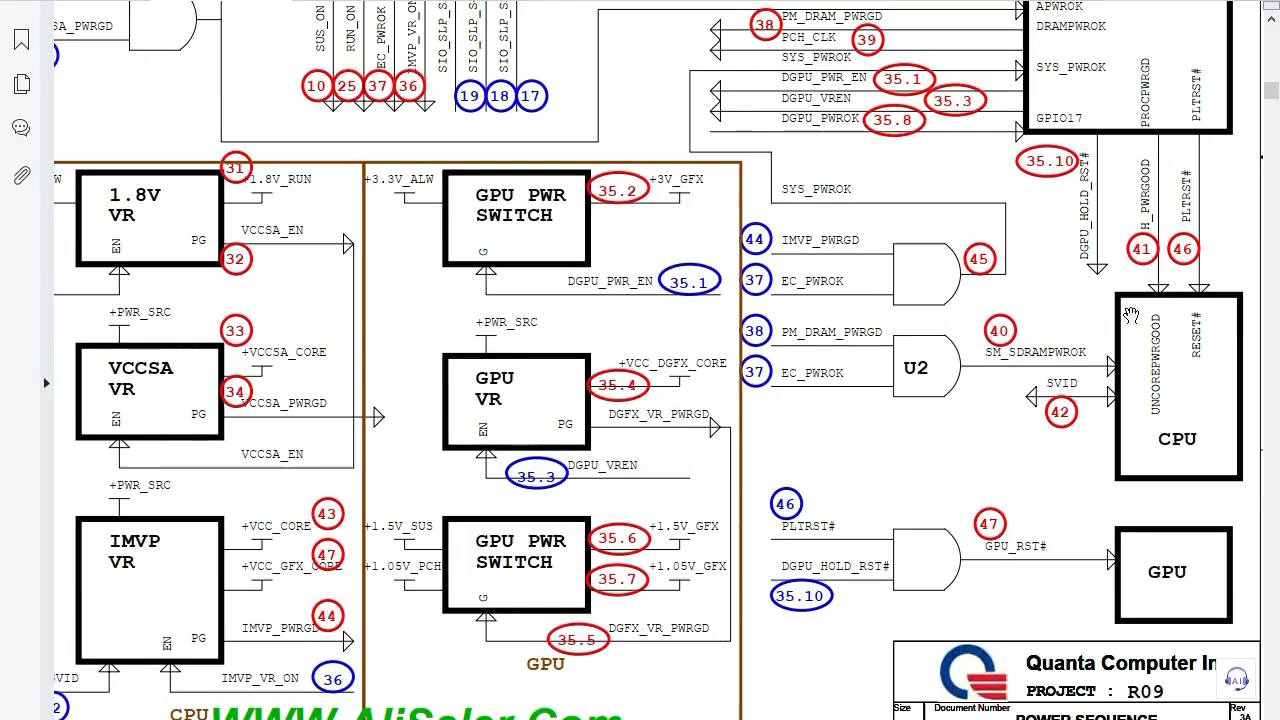 SA_PWRGD
SUS_ON
RUN_ON
EC_PWROK
IMVP_VR_ON
SIO_SLP_S
SIO_SLP_S
SIO_SLP_S
10
25
37
36
19
18
17
38
PM_DRAM_PWRGD
PCH_CLK
39
SYS_PWROK
DGPU_PWR_EN
35.1
DGPU_VREN
35.3
DGPU_PWROK
35.8
APWROK
DRAMPWROK
SYS_PWROK
GPIO17
PROCPWRGD
PLTRST#
35.10
DGPU_HOLD_RST#
H_PWRGOOD
PLTRST#
41
46
31
W
1.8V
VR
+1.8V_RUN
EN
PG
VCCSA_EN
32
+PWR_SRC
33
VCCSA
VR
+VCCSA_CORE
34
EN
PG
VCCSA_PWRGD
VCCSA_EN
+PWR_SRC
43
IMVP
VR
+VCC_CORE
47
+VCC_GFX_CORE
44
EN
PG
IMVP_PWRGD
SVID
IMVP_VR_ON
36
2
CPU
+3.3V_ALW
GPU PWR
SWITCH
35.2
+3V_GFX
G
DGPU_PWR_EN
35.1
+PWR_SRC
GPU
VR
+VCC_DGFX_CORE
35.4
EN
PG
DGFX_VR_PWRGD
35.3
DGPU_VREN
+1.5V_SUS
GPU PWR
SWITCH
35.6
+1.5V_GFX
+1.05V_PCH
35.7
+1.05V_GFX
G
35.5
DGFX_VR_PWRGD
GPU
SYS_PWROK
44
IMVP_PWRGD
37
EC_PWROK
45
38
PM_DRAM_PWRGD
37
EC_PWROK
U2
40
SM_SDRAMPWROK
SVID
42
UNCOREPWRGOOD
RESET#
CPU
46
PLTRST#
DGPU_HOLD_RST#
35.10
47
GPU_RST#
GPU
Quanta Computer In
PROJECT : R09
Size
Document Number
Rev
POWER SEQUENCE
3A
AI
WWW.AliSaler.Com